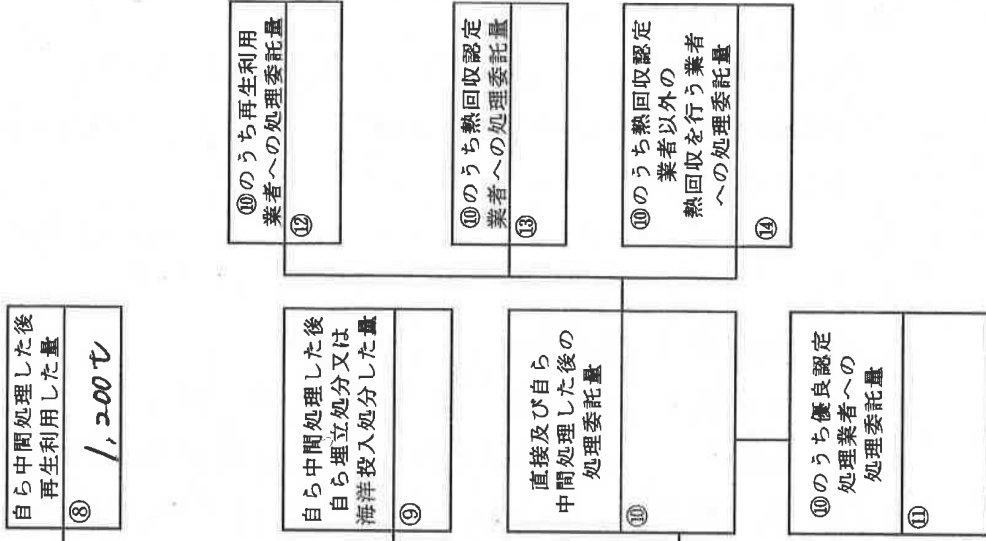 自ら中間処理した後
再生利用した量
⑧
1,200t
自ら中間処理した後
自ら埋立処分又は
海洋投入処分した量
⑨
直接及び自ら
中間処理した後の
処理委託量
⑩
⑩のうち優良認定
処理業者への
処理委託量
⑪
⑩のうち再生利用
業者への処理委託量
⑫
⑩のうち熱回収認定
業者への処理委託量
⑬
⑩のうち熱回収認定
業者以外の
熱回収を行う業者
への処理委託量
⑭